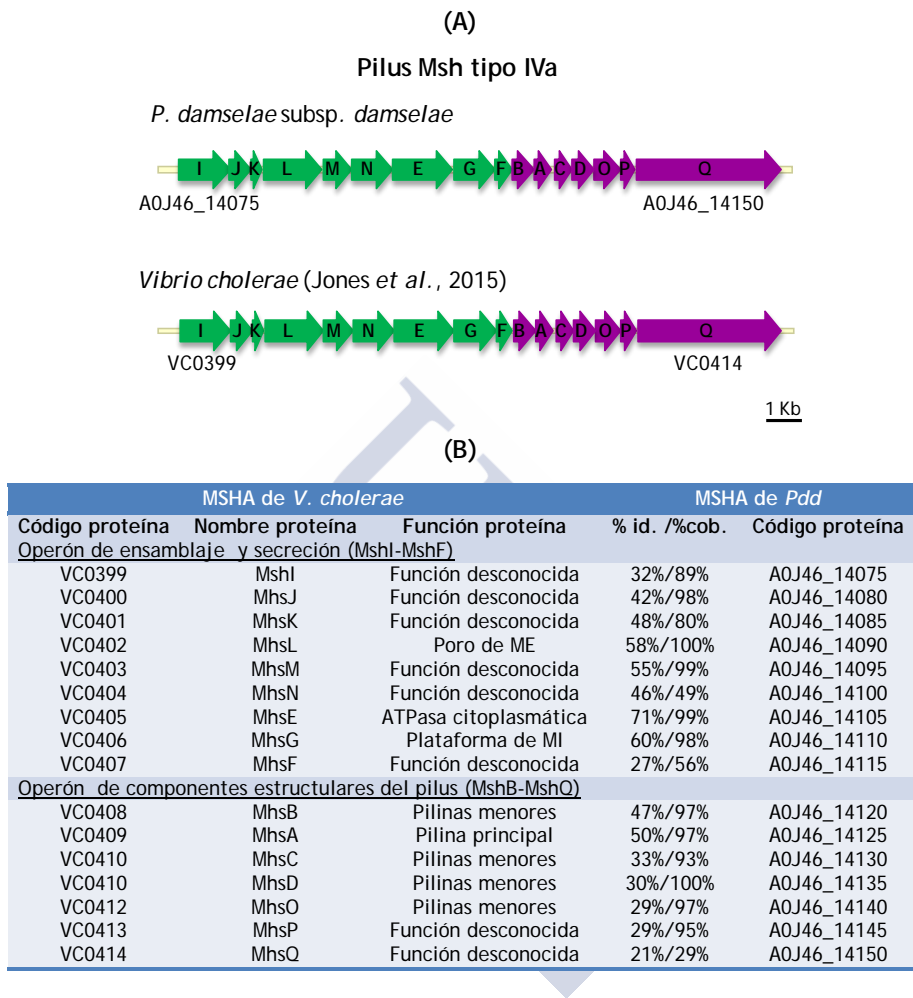 (A)
Pilus Msh tipo IVa
P. damselae subsp. damselae
I J K L M N E G F B A C D O P Q
A0J46_14075 A0J46_14150
Vibrio cholerae (Jones et al., 2015)
I J K L M N E G F B A C D O P Q
VC0399 VC0414
1 Kb
(B)
MSHA de V. cholerae MSHA de Pdd
Código proteína Nombre proteína Función proteína % id. /%cob. Código proteína
Operón de ensamblaje y secreción (MshI-MshF)
VC0399 MshI Función desconocida 32%/89% A0J46_14075
VC0400 MhsJ Función desconocida 42%/98% A0J46_14080
VC0401 MhsK Función desconocida 48%/80% A0J46_14085
VC0402 MhsL Poro de ME 58%/100% A0J46_14090
VC0403 MhsM Función desconocida 55%/99% A0J46_14095
VC0404 MhsN Función desconocida 46%/49% A0J46_14100
VC0405 MhsE ATPasa citoplasmática 71%/99% A0J46_14105
VC0406 MhsG Plataforma de MI 60%/98% A0J46_14110
VC0407 MhsF Función desconocida 27%/56% A0J46_14115
Operón de componentes estructurales del pilus (MshB-MshQ)
VC0408 MhsB Pilinas menores 47%/97% A0J46_14120
VC0409 MhsA Pilina principal 50%/97% A0J46_14125
VC0410 MhsC Pilinas menores 33%/93% A0J46_14130
VC0410 MhsD Pilinas menores 30%/100% A0J46_14135
VC0412 MhsO Pilinas menores 29%/97% A0J46_14140
VC0413 MhsP Función desconocida 29%/95% A0J46_14145
VC0414 MhsQ Función desconocida 21%/29% A0J46_14150